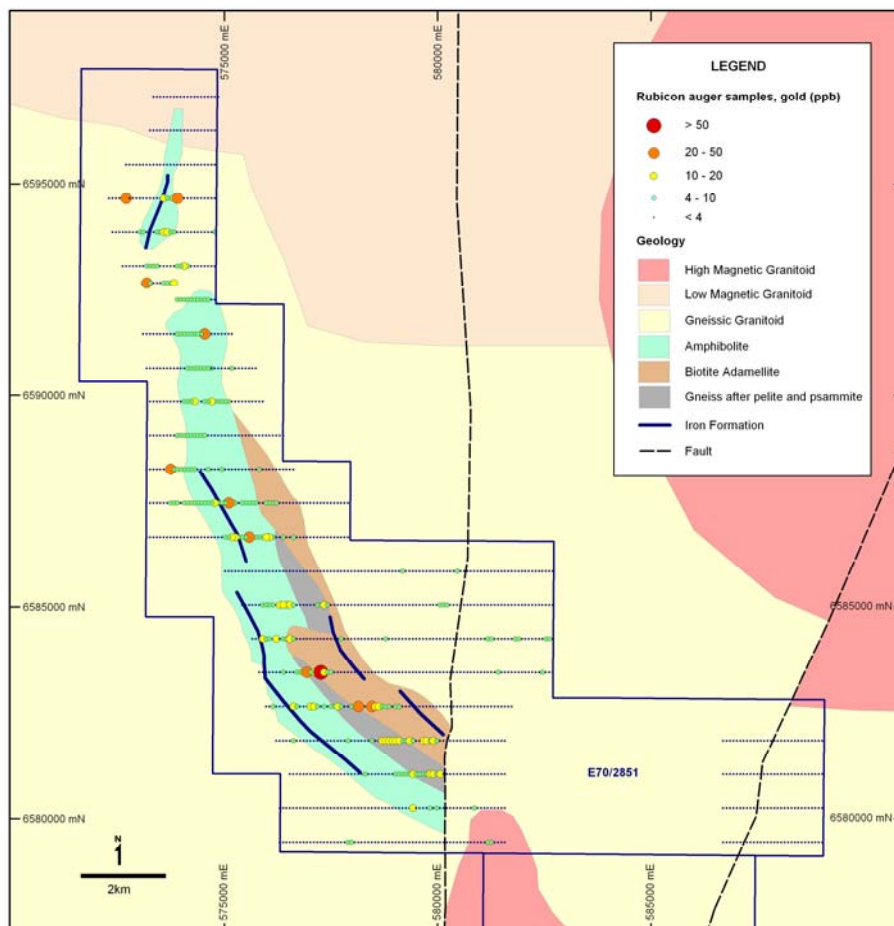 575000 mE
580000 mE
LEGEND
Rubicon auger samples, gold (ppb)
> 50
20 - 50
10 - 20
4 - 10
< 4
Geology
High Magnetic Granitoid
Low Magnetic Granitoid
Gneissic Granitoid
Amphibolite
Biotite Adamellite
Gneiss after pelite and psammite
Iron Formation
Fault
6595000 mN
6590000 mN
6585000 mN
6585000 mN
E70/2851
6580000 mN
6580000 mN
N
2km
575000 mE
580000 mE
585000 mE